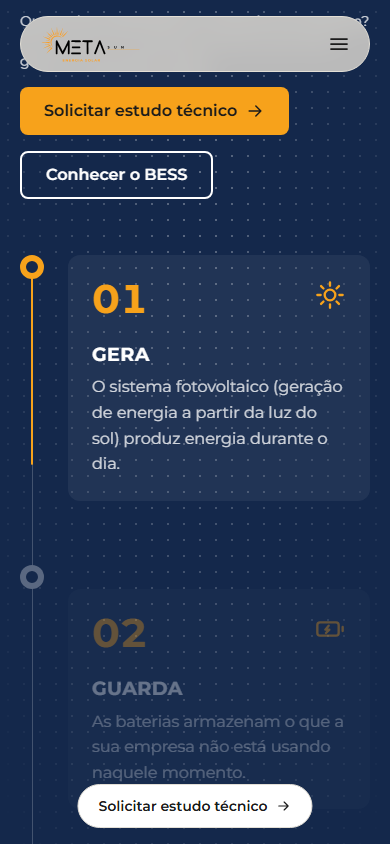 META
Solicitar estudo técnico
Conhecer o BESS
01
GERA
O sistema fotovoltaico (geração
de energia a partir da luz do
sol) produz energia durante o
dia.
02
GUARDA
As baterias armazenam o que a
sua empresa não está usando
naquele momento.
Solicitar estudo técnico